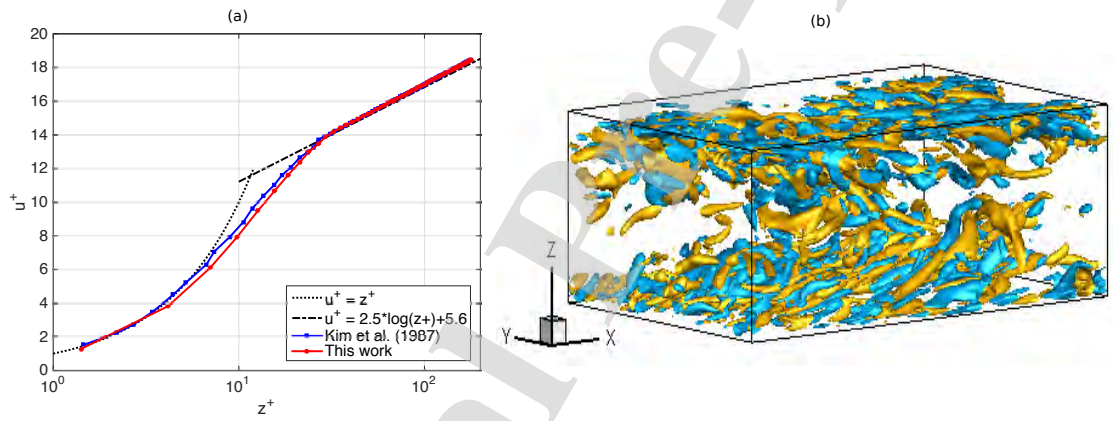 (a)
20
18
16
14
12
10
8
6
4
2
0
u+
10^0
10^1
10^2
z+
u+ = z+
u+ = 2.5*log(z+)+5.6
Kim et al. (1987)
This work
(b)
Z
Y
X